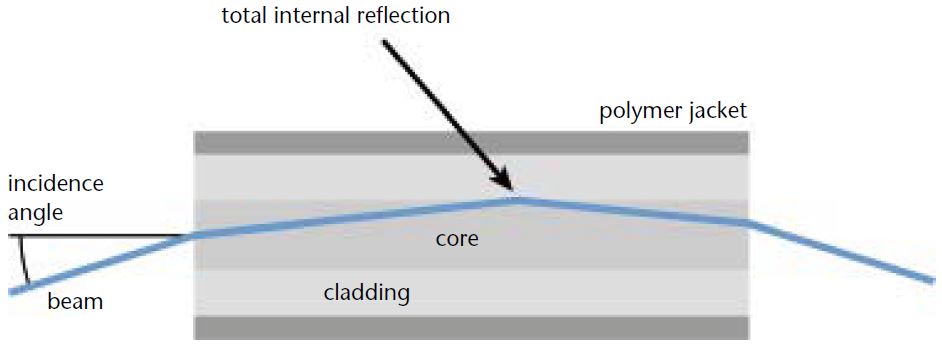 total internal reflection
polymer jacket
incidence
angle
core
cladding
beam